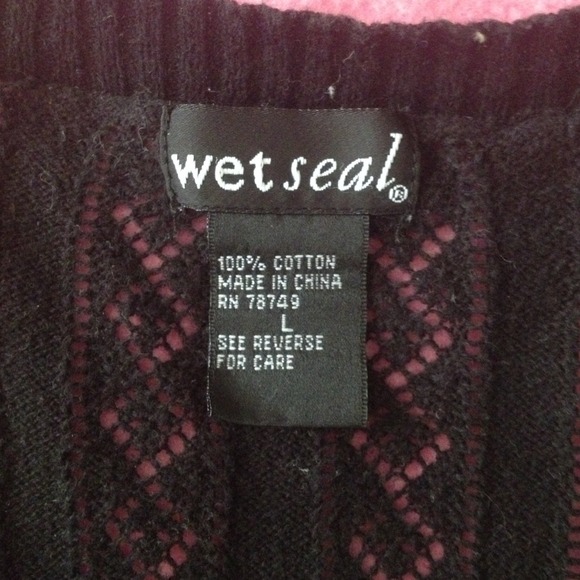 wet seal®
100% COTTON
MADE IN CHINA
RN 78749
L
SEE REVERSE
FOR CARE